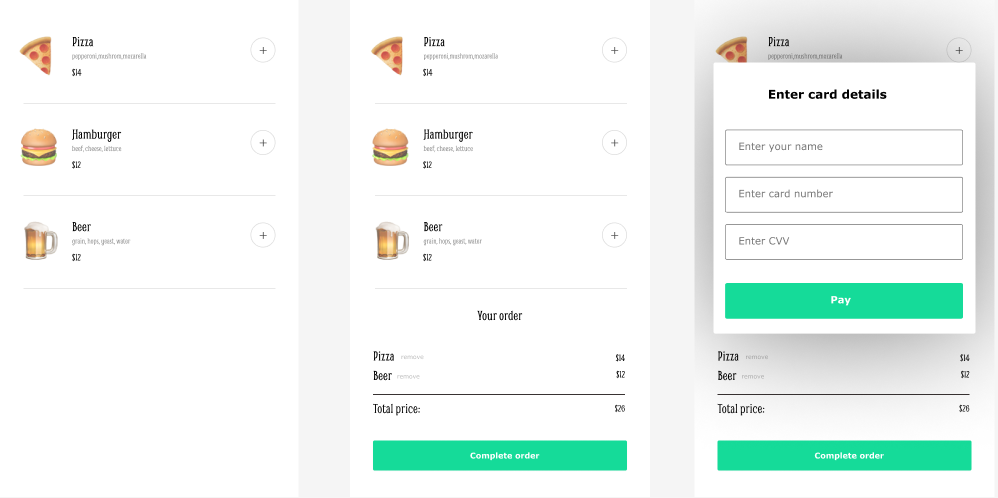 Pizza
pepperoni,mushrom,mozarella
$14
+
Hamburger
beef, cheese, lettuce
$12
+
Beer
grain, hops, yeast, water
$12
+
Pizza
pepperoni,mushrom,mozarella
$14
+
Hamburger
beef, cheese, lettuce
$12
+
Beer
grain, hops, yeast, water
$12
+
Your order
Pizza remove $14
Beer remove $12
Total price: $26
Complete order
Pizza
pepperoni,mushrom,mozarella
+
Enter card details
Enter your name
Enter card number
Enter CVV
Pay
Pizza remove $14
Beer remove $12
Total price: $26
Complete order